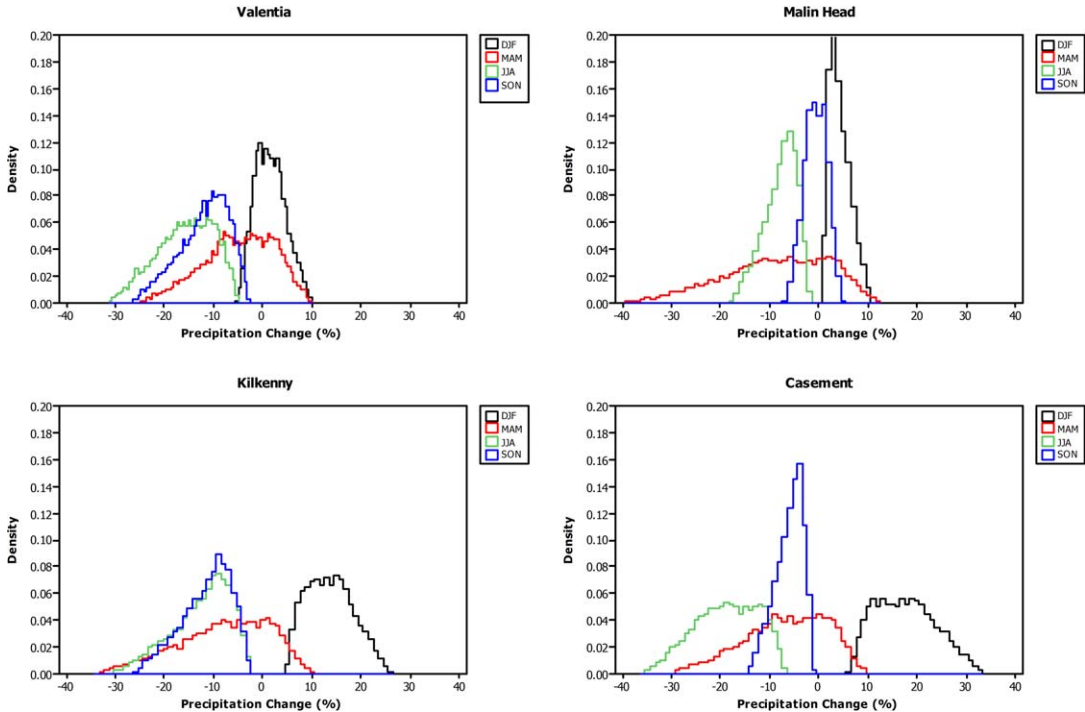 Valentia
0.20
0.18
0.16
0.14
0.12
0.10
0.08
0.06
0.04
0.02
0.00
Density
-40 -30 -20 -10 0 10 20 30 40
Precipitation Change (%)
DJF
MAM
JJA
SON
Malin Head
0.20
0.18
0.16
0.14
0.12
0.10
0.08
0.06
0.04
0.02
0.00
Density
-40 -30 -20 -10 0 10 20 30 40
Precipitation Change (%)
DJF
MAM
JJA
SON
Kilkenny
0.20
0.18
0.16
0.14
0.12
0.10
0.08
0.06
0.04
0.02
0.00
Density
-40 -30 -20 -10 0 10 20 30 40
Precipitation Change (%)
DJF
MAM
JJA
SON
Casement
0.20
0.18
0.16
0.14
0.12
0.10
0.08
0.06
0.04
0.02
0.00
Density
-40 -30 -20 -10 0 10 20 30 40
Precipitation Change (%)
DJF
MAM
JJA
SON